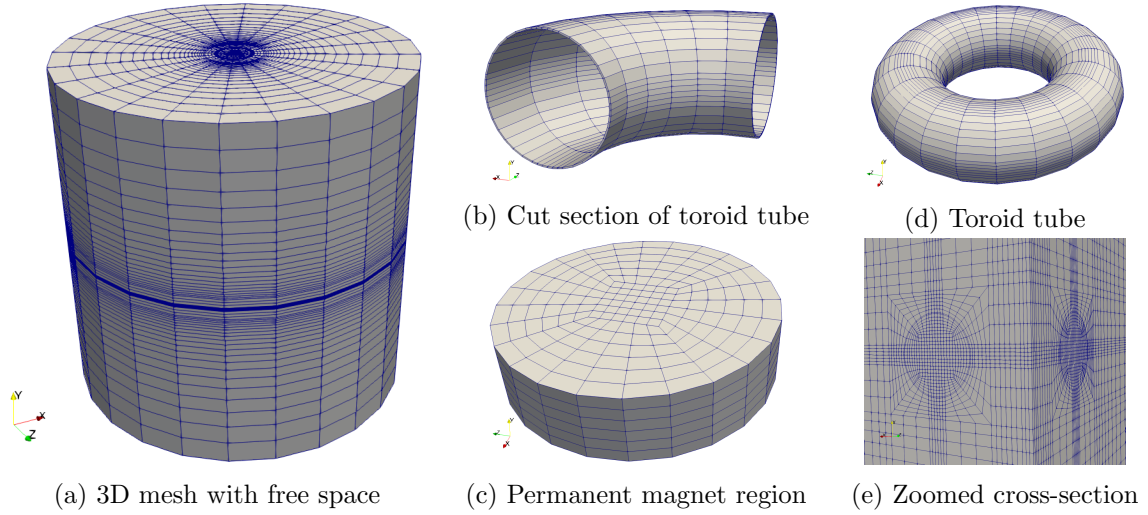 (a) 3D mesh with free space
(b) Cut section of toroid tube
(c) Permanent magnet region
(d) Toroid tube
(e) Zoomed cross-section
Y
X
Z